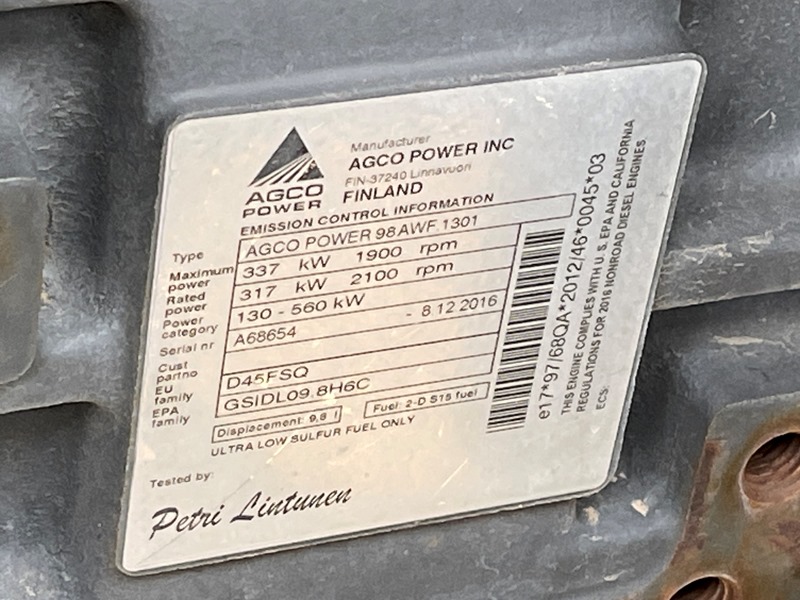 AGCO
POWER
Manufacturer
AGCO POWER INC
FIN-37240 Linnavuori
FINLAND
EMISSION CONTROL INFORMATION
Type AGCO POWER 98AWF.1301
Maximum power 337 kW 1900 rpm
Rated power 317 kW 2100 rpm
Power category 130 - 560 kW
Serial nr A68654 - 8 12 2016
Cust partno
EU family D45FSQ
EPA family GSIDL09.8H6C
Displacement: 9,8 l Fuel: 2-D S15 fuel
ULTRA LOW SULFUR FUEL ONLY
Tested by:
Petri Lintunen
e17*97/68QA*2012/46*0045*03
THIS ENGINE COMPLIES WITH U.S. EPA AND CALIFORNIA
REGULATIONS FOR 2016 NONROAD DIESEL ENGINES.
ECS: